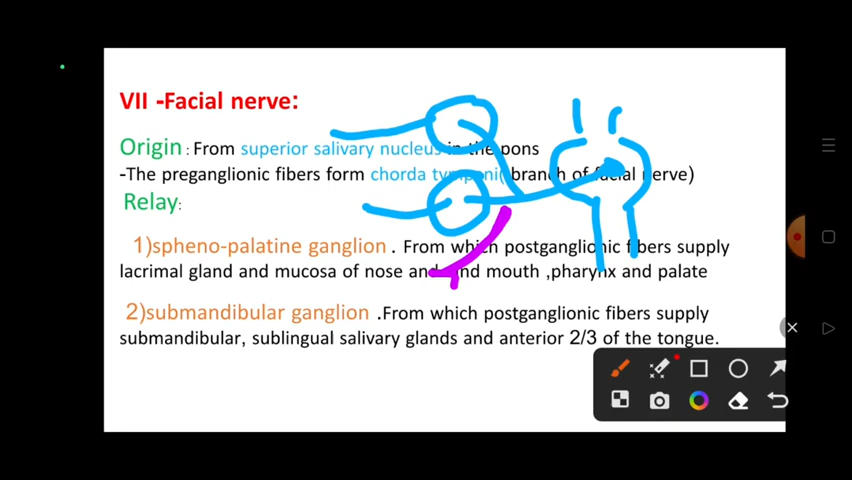 VII -Facial nerve:
Origin : From superior salivary nucleus in the pons
-The preganglionic fibers form chorda tympani( branch of facial nerve)
Relay:
1)spheno-palatine ganglion . From which postganglionic fibers supply
lacrimal gland and mucosa of nose and and mouth ,pharynx and palate
2)submandibular ganglion .From which postganglionic fibers supply
submandibular, sublingual salivary glands and anterior 2/3 of the tongue.